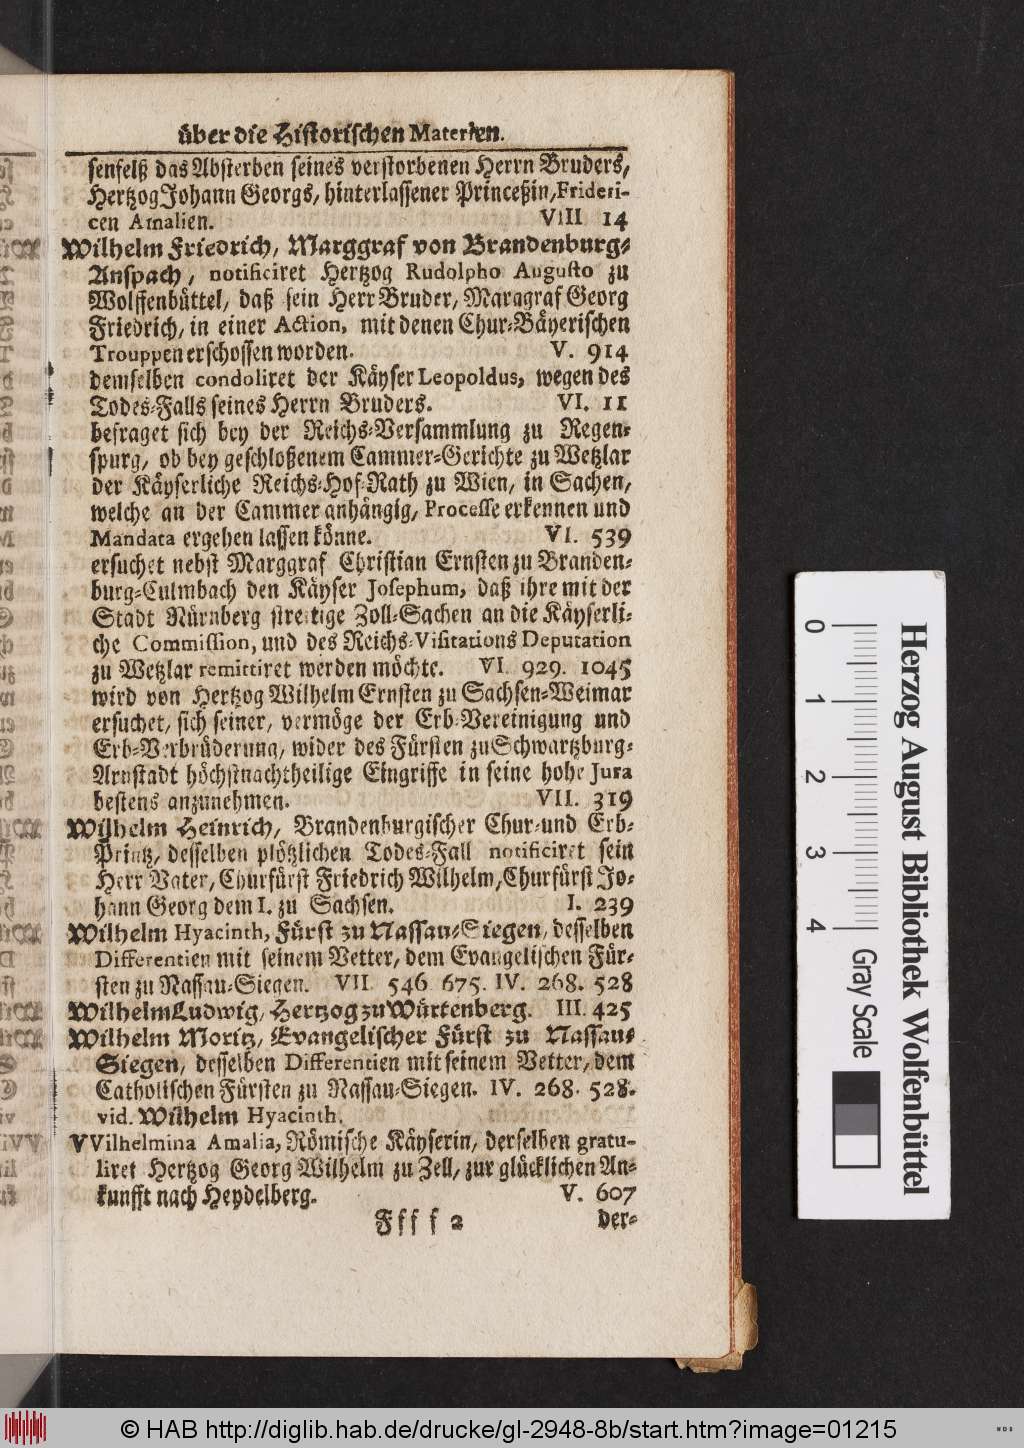 über die Historischen Materien.
senfelß das Absterben seines verstorbenen Herrn Bruders,
Hertzog Johann Georgs, hinterlassener Princeßin, Frideri-
cen Amalien. VIII 14
Wilhelm Friedrich, Marggraf von Brandenburg-
Anspach, notificiret Hertzog Rudolpho Augusto zu
Wolffenbüttel, daß sein Herr Bruder, Maragraf Georg
Friedrich, in einer Action, mit denen Chur-Bäyerischen
Trouppen erschossen worden. V. 914
demselben condoliret der Käyser Leopoldus, wegen des
Todes-Falls seines Herrn Bruders. VI. 11
befraget sich bey der Reichs-Versammlung zu Regen-
spurg, ob bey geschloßenem Cammer-Gerichte zu Wetzlar
der Käyserliche Reichs-Hof-Rath zu Wien, in Sachen,
welche an der Cammer anhängig, Processe erkennen und
Mandata ergehen lassen könne. VI. 539
ersuchet nebst Marggraf Christian Ernsten zu Branden-
burg-Culmbach den Käyser Josephum, daß ihre mit der
Stadt Nürnberg streitige Zoll-Sachen an die Käyserli-
che Commission, und des Reichs-Visitations Deputation
zu Wetzlar remittiret werden möchte. VI. 929. 1045
wird von Hertzog Wilhelm Ernsten zu Sachsen-Weimar
ersuchet, sich seiner, vermöge der Erb-Vereinigung und
Erb-Verbrüderung, wider des Fürsten zu Schwartzburg-
Arnstadt höchstnachtheilige Eingriffe in seine hohe Jura
bestens anzunehmen. VII. 319
Wilhelm Heinrich, Brandenburgischer Chur-und Erb-
Printz, desselben plötzlichen Todes-Fall notificiret sein
Herr Vater, Churfürst Friedrich Wilhelm, Churfürst Jo-
hann Georg dem I. zu Sachsen. I. 239
Wilhelm Hyacinth, Fürst zu Nassau-Siegen, desselben
Differentien mit seinem Vetter, dem Evangelischen Für-
sten zu Nassau-Siegen. VII 546. 675. IV. 268. 528
Wilhelm Ludwig, Hertzog zu Würtenberg. III. 425
Wilhelm Moritz, Evangelischer Fürst zu Nassau-
Siegen, desselben Differentien mit seinem Vetter, dem
Catholischen Fürsten zu Nassau-Siegen. IV. 268. 528.
vid. Wilhelm Hyacinth.
VVilhelmina Amalia, Römische Käyserin, derselben gratu-
liret Hertzog Georg Wilhelm zu Zell, zur glücklichen An-
kunfft nach Heydelberg. V. 607
Ffff 2 der-
0 1 2 3 4
Gray Scale
Herzog August Bibliothek Wolfenbüttel
© HAB http://diglib.hab.de/drucke/gl-2948-8b/start.htm?image=01215